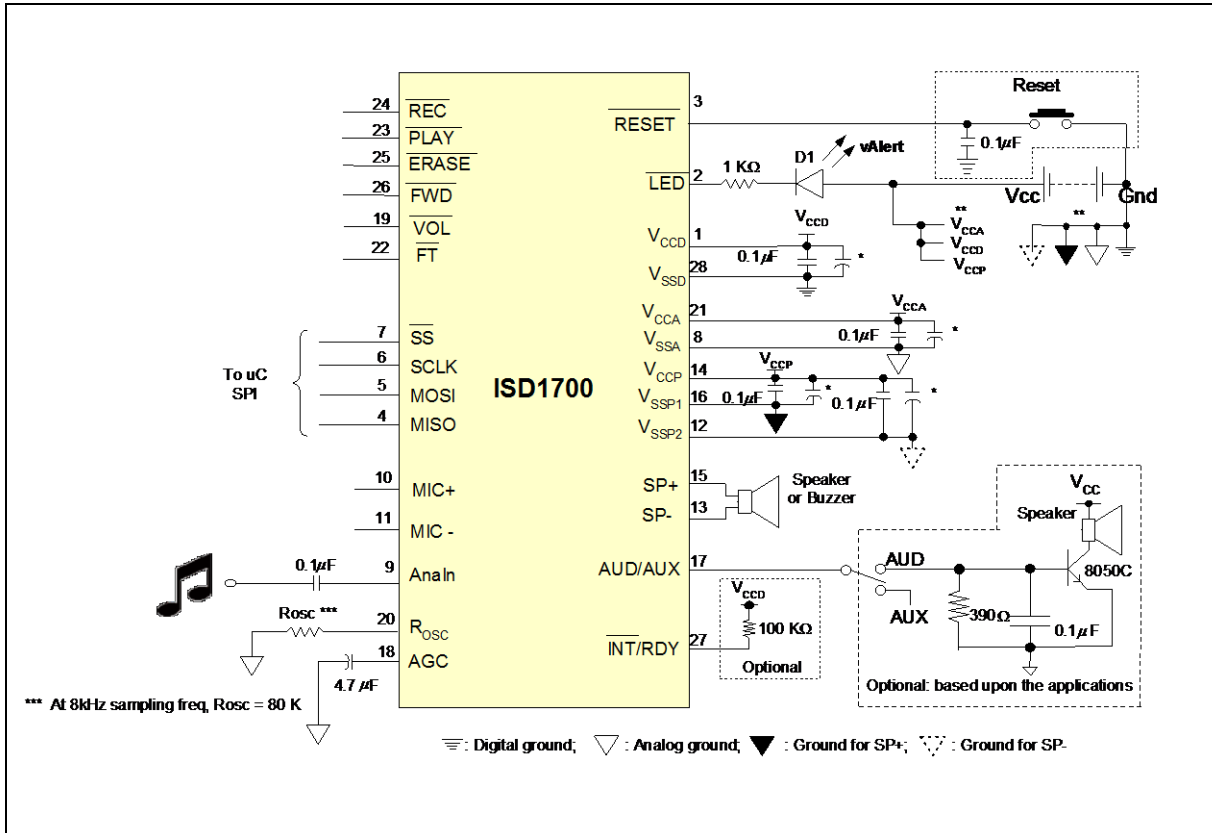 24 REC
23 PLAY
25 ERASE
26 FWD
19 VOL
22 FT
To uC
SPI
7 SS
6 SCLK
5 MOSI
4 MISO
10 MIC+
11 MIC -
0.1µF
9 AnaIn
Rosc ***
20 ROSC
18 AGC
4.7 µF
*** At 8kHz sampling freq, Rosc = 80 K
ISD1700
RESET 3
Reset
0.1µF
LED 2
1 KΩ
D1
vAlert
Vcc
Gnd
**
VCCA
VCCD
VCCP
**
VCCD 1
VCCD
0.1µF
*
VSSD 28
VCCA 21
VCCA
0.1µF
*
VSSA 8
VCCP 14
VCCP
0.1µF
*
0.1µF
*
VSSP1 16
VSSP2 12
SP+ 15
SP- 13
Speaker
or Buzzer
AUD/AUX 17
AUD
AUX
VCC
Speaker
8050C
390Ω
0.1µF
Optional: based upon the applications
VCCD
100 KΩ
INT/RDY 27
Optional
: Digital ground; : Analog ground; : Ground for SP+; : Ground for SP-